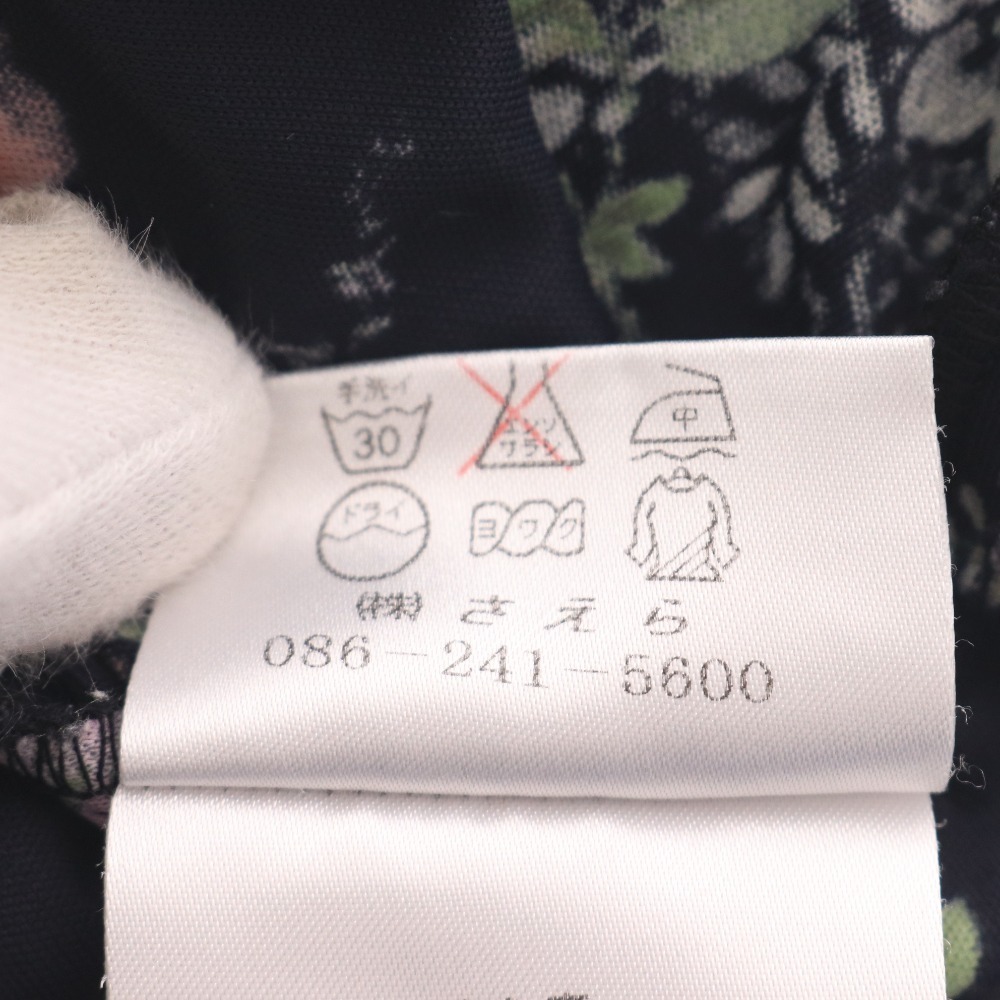 手洗イ
30
エンソ
サラシ
中
ドライ
ヨワク
(株) さえら
086-241-5600